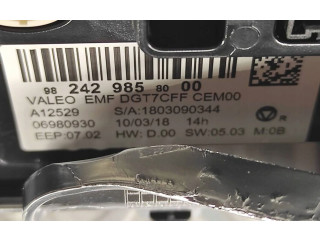 98 242 985 80 00
VALEO EMF DGT7CFF CEM00
A12529 S/A:1803090344
06980930 10/03/18 14h
EEP:07.02 HW: D.00 SW:05.03 M:0B